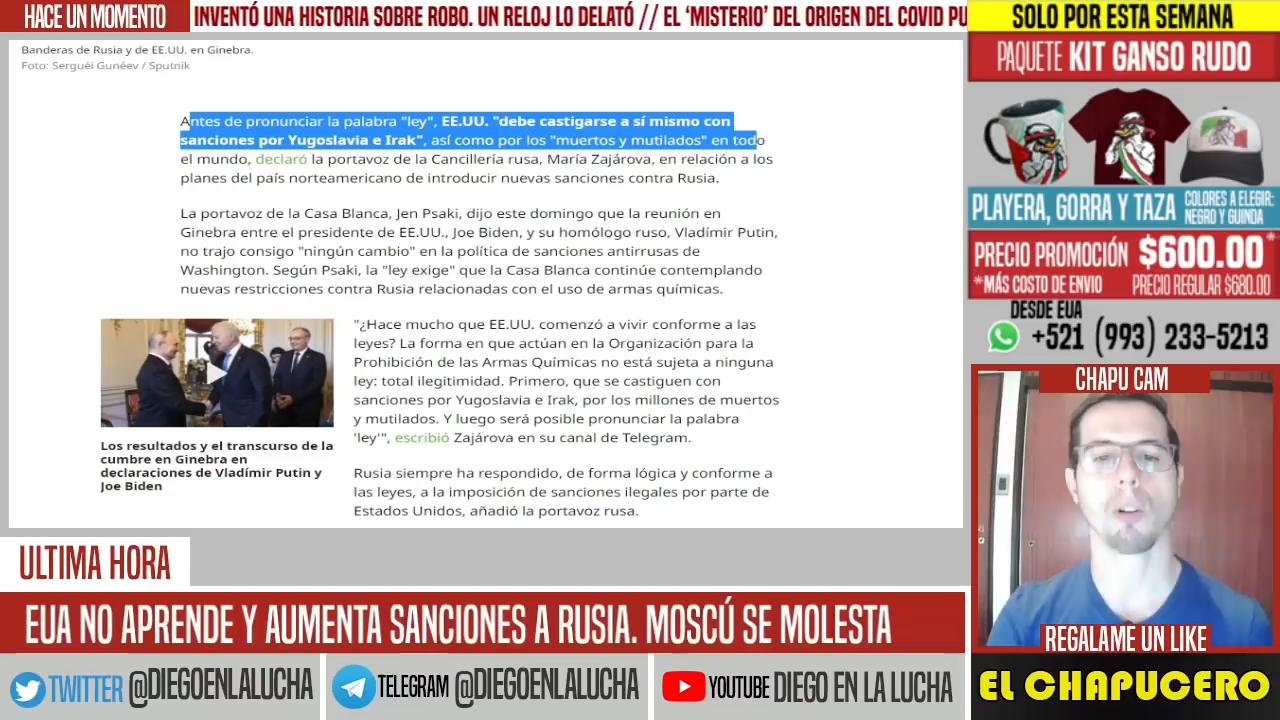 HACE UN MOMENTO
INVENTÓ UNA HISTORIA SOBRE ROBO. UN RELOJ LO DELATÓ // EL ‘MISTERIO’ DEL ORIGEN DEL COVID PU
Banderas de Rusia y de EE.UU. en Ginebra.
Foto: Serguéi Gunéev / Sputnik
Antes de pronunciar la palabra "ley", EE.UU. "debe castigarse a sí mismo con
sanciones por Yugoslavia e Irak", así como por los "muertos y mutilados" en todo
el mundo, declaró la portavoz de la Cancillería rusa, María Zajárova, en relación a los
planes del país norteamericano de introducir nuevas sanciones contra Rusia.
La portavoz de la Casa Blanca, Jen Psaki, dijo este domingo que la reunión en
Ginebra entre el presidente de EE.UU., Joe Biden, y su homólogo ruso, Vladímir Putin,
no trajo consigo "ningún cambio" en la política de sanciones antirrusas de
Washington. Según Psaki, la "ley exige" que la Casa Blanca continúe contemplando
nuevas restricciones contra Rusia relacionadas con el uso de armas químicas.
"¿Hace mucho que EE.UU. comenzó a vivir conforme a las
leyes? La forma en que actúan en la Organización para la
Prohibición de las Armas Químicas no está sujeta a ninguna
ley: total ilegitimidad. Primero, que se castiguen con
sanciones por Yugoslavia e Irak, por los millones de muertos
y mutilados. Y luego será posible pronunciar la palabra
'ley'", escribió Zajárova en su canal de Telegram.
Rusia siempre ha respondido, de forma lógica y conforme a
las leyes, a la imposición de sanciones ilegales por parte de
Estados Unidos, añadió la portavoz rusa.
Los resultados y el transcurso de la
cumbre en Ginebra en
declaraciones de Vladímir Putin y
Joe Biden
SOLO POR ESTA SEMANA
PAQUETE KIT GANSO RUDO
PLAYERA, GORRA Y TAZA
COLORES A ELEGIR:
NEGRO Y GUINDA
PRECIO PROMOCIÓN $600.00*
*MÁS COSTO DE ENVIO PRECIO REGULAR $680.00
DESDE EUA
+521 (993) 233-5213
CHAPU CAM
REGALAME UN LIKE
ULTIMA HORA
EUA NO APRENDE Y AUMENTA SANCIONES A RUSIA. MOSCÚ SE MOLESTA
TWITTER @DIEGOENLALUCHA
TELEGRAM @DIEGOENLALUCHA
YOUTUBE DIEGO EN LA LUCHA
EL CHAPUCERO